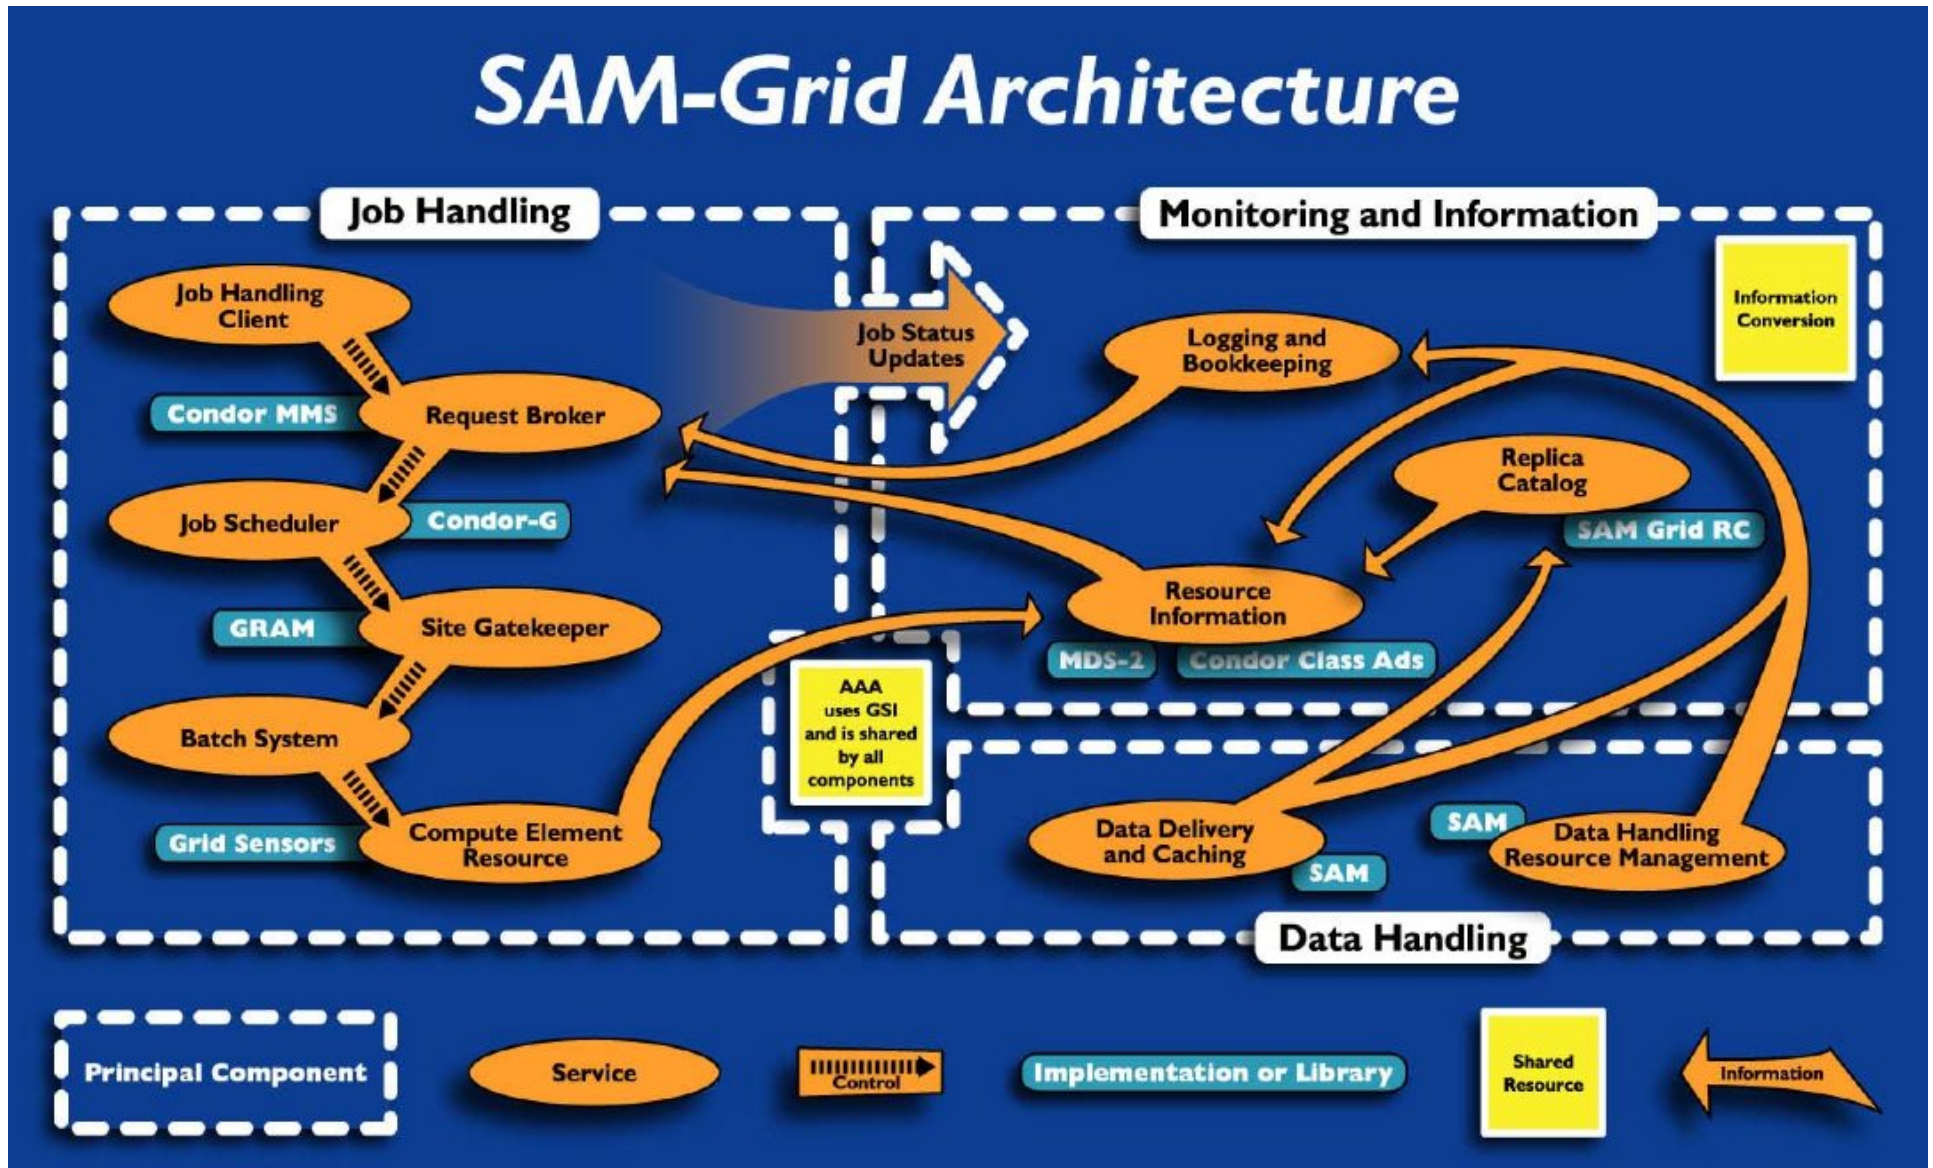 SAM-Grid Architecture
Job Handling
Monitoring and Information
Job Handling
Client
Information
Conversion
Job Status
Updates
Logging and
Bookkeeping
Condor MMS
Request Broker
Replica
Catalog
Job Scheduler
Condor-G
SAM Grid RC
Resource
Information
GRAM
Site Gatekeeper
MDS-2
Condor Class Ads
AAA
uses GSI
and is shared
by all
components
Batch System
Grid Sensors
Compute Element
Resource
Data Delivery
and Caching
SAM
SAM
Data Handling
Resource Management
Data Handling
Principal Component
Service
Control
Implementation or Library
Shared
Resource
Information